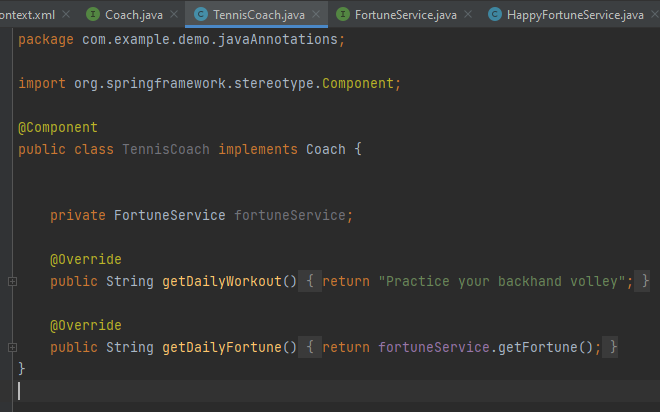 ontext.xml Coach.java TennisCoach.java FortuneService.java HappyFortuneService.java
package com.example.demo.javaAnnotations;
import org.springframework.stereotype.Component;
@Component
public class TennisCoach implements Coach {
private FortuneService fortuneService;
@Override
public String getDailyWorkout() { return "Practice your backhand volley"; }
@Override
public String getDailyFortune() { return fortuneService.getFortune(); }
}